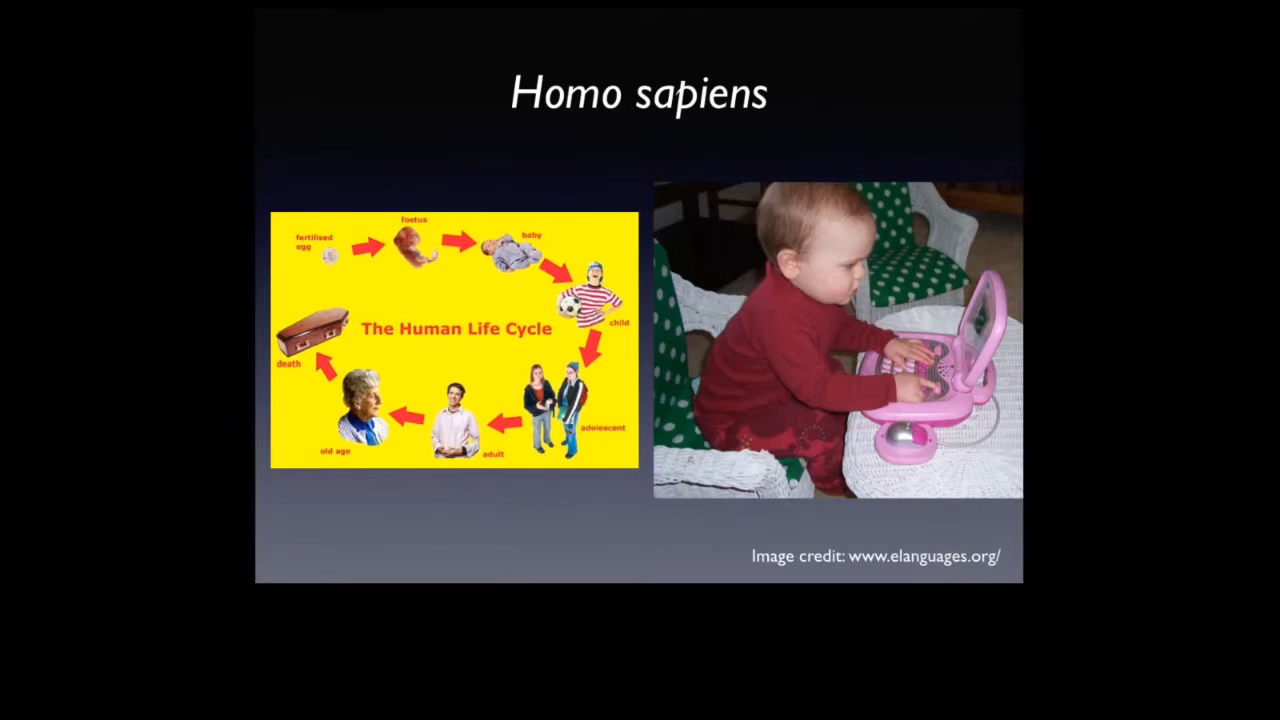 Homo sapiens
foetus
fertilised
egg
baby
child
The Human Life Cycle
death
adolescent
adult
old age
Image credit: www.elanguages.org/